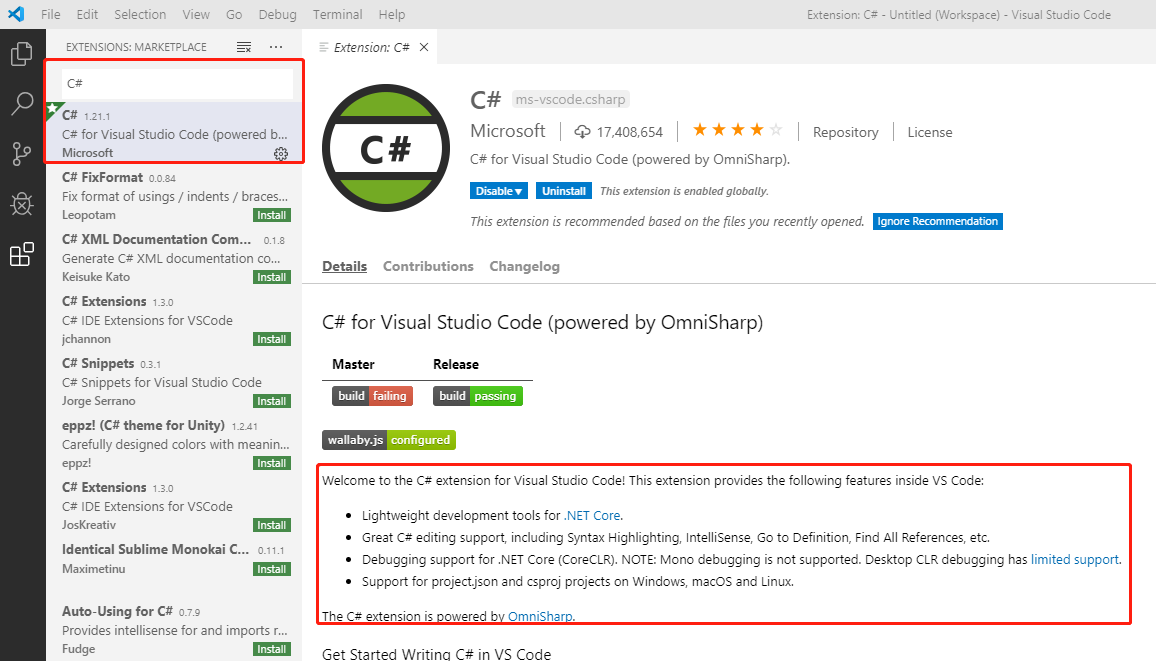 File Edit Selection View Go Debug Terminal Help
Extension: C# - Untitled (Workspace) - Visual Studio Code
EXTENSIONS: MARKETPLACE
C#
C# 1.21.1
C# for Visual Studio Code (powered b...
Microsoft
C# FixFormat 0.0.84
Fix format of usings / indents / braces...
Leopotam Install
C# XML Documentation Com... 0.1.8
Generate C# XML documentation co...
Keisuke Kato Install
C# Extensions 1.3.0
C# IDE Extensions for VSCode
jchannon Install
C# Snippets 0.3.1
C# Snippets for Visual Studio Code
Jorge Serrano Install
eppz! (C# theme for Unity) 1.2.41
Carefully designed colors with meanin...
eppz! Install
C# Extensions 1.3.0
C# IDE Extensions for VSCode
JosKreativ Install
Identical Sublime Monokai C... 0.11.1
Maximetinu Install
Auto-Using for C# 0.7.9
Provides intellisense for and imports r...
Fudge Install
Extension: C#
C#
C# ms-vscode.csharp
Microsoft 17,408,654 Repository License
C# for Visual Studio Code (powered by OmniSharp).
Disable Uninstall This extension is enabled globally.
This extension is recommended based on the files you recently opened. Ignore Recommendation
Details Contributions Changelog
C# for Visual Studio Code (powered by OmniSharp)
Master Release
build failing build passing
wallaby.js configured
Welcome to the C# extension for Visual Studio Code! This extension provides the following features inside VS Code:
• Lightweight development tools for .NET Core.
• Great C# editing support, including Syntax Highlighting, IntelliSense, Go to Definition, Find All References, etc.
• Debugging support for .NET Core (CoreCLR). NOTE: Mono debugging is not supported. Desktop CLR debugging has limited support.
• Support for project.json and csproj projects on Windows, macOS and Linux.
The C# extension is powered by OmniSharp.
Get Started Writing C# in VS Code